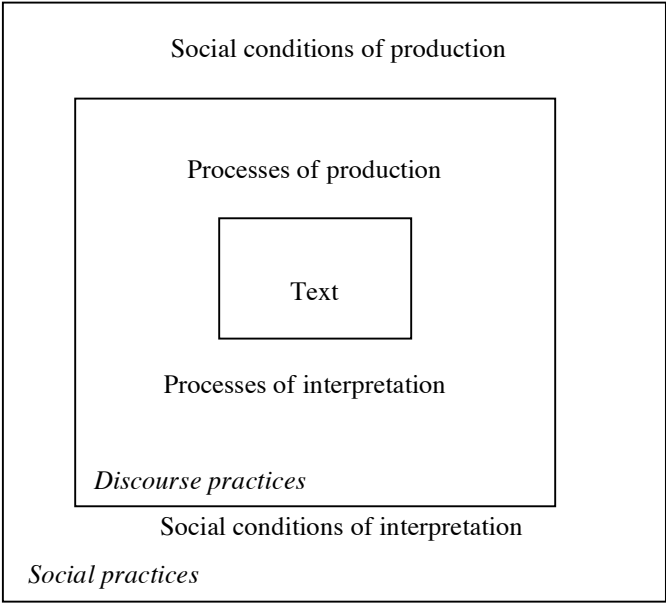 Social conditions of production
Processes of production
Text
Processes of interpretation
Discourse practices
Social conditions of interpretation
Social practices